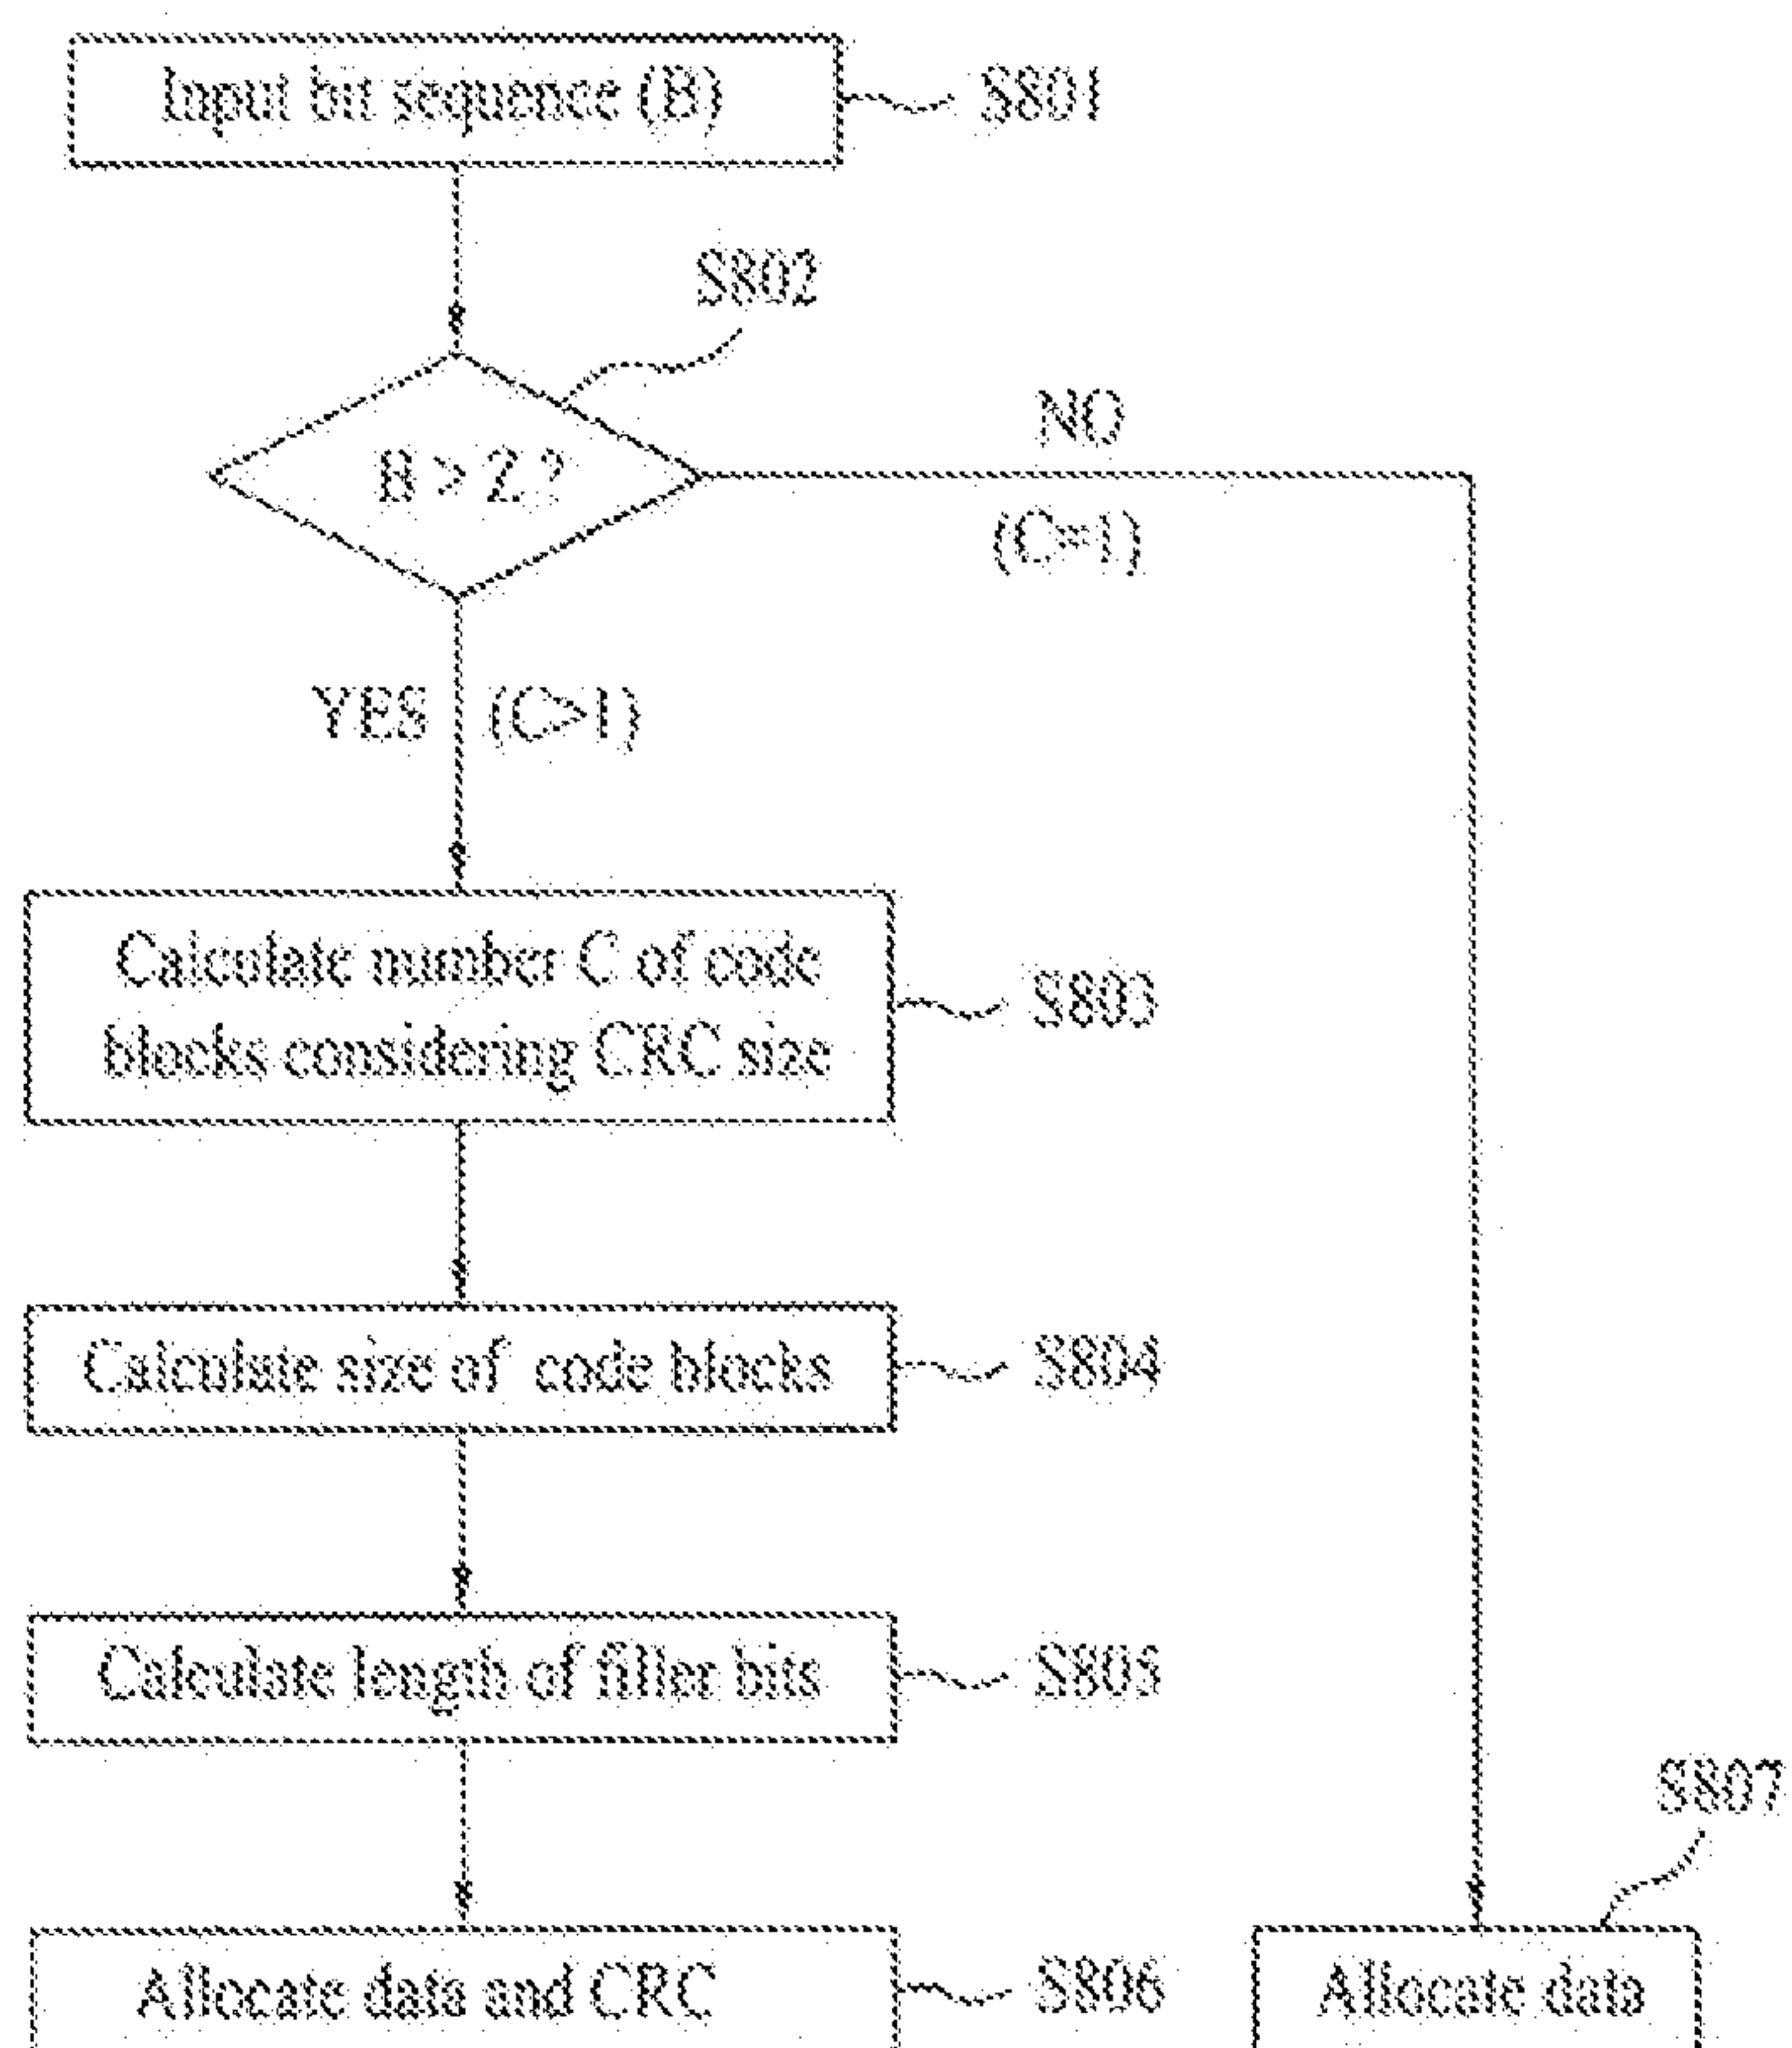 Input bit sequence (B)
S801
S802
B > Z ?
NO
(C=1)
YES (C>1)
Calculate number C of code
blocks considering CRC size
S803
Calculate size of code blocks
S804
Calculate length of filler bits
S805
S807
Allocate data and CRC
S806
Allocate data